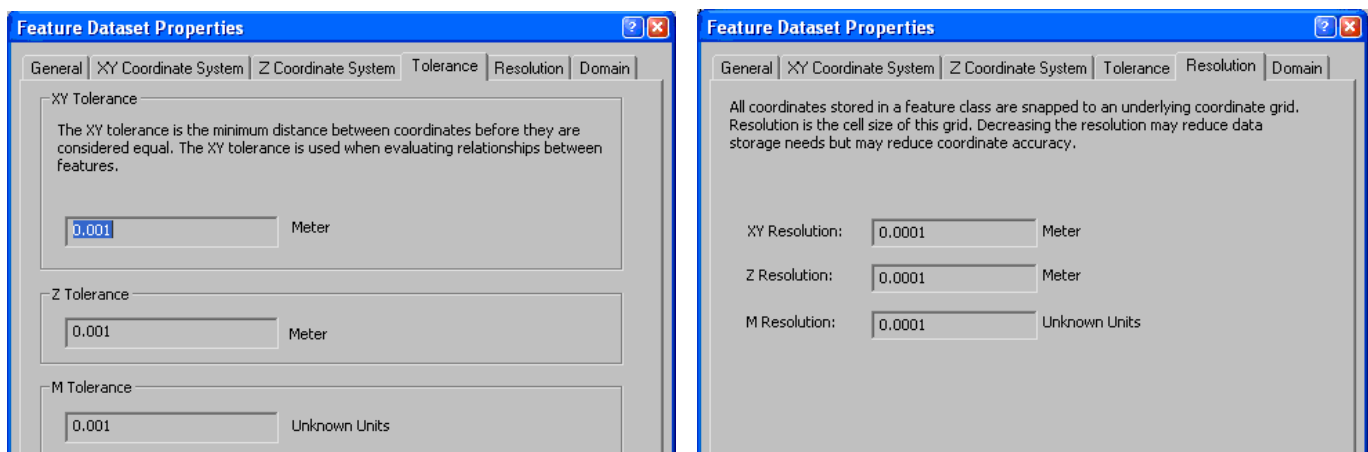 Feature Dataset Properties
General XY Coordinate System Z Coordinate System Tolerance Resolution Domain
XY Tolerance
The XY tolerance is the minimum distance between coordinates before they are
considered equal. The XY tolerance is used when evaluating relationships between
features.
0.001 Meter
Z Tolerance
0.001 Meter
M Tolerance
0.001 Unknown Units
Feature Dataset Properties
General XY Coordinate System Z Coordinate System Tolerance Resolution Domain
All coordinates stored in a feature class are snapped to an underlying coordinate grid.
Resolution is the cell size of this grid. Decreasing the resolution may reduce data
storage needs but may reduce coordinate accuracy.
XY Resolution: 0.0001 Meter
Z Resolution: 0.0001 Meter
M Resolution: 0.0001 Unknown Units